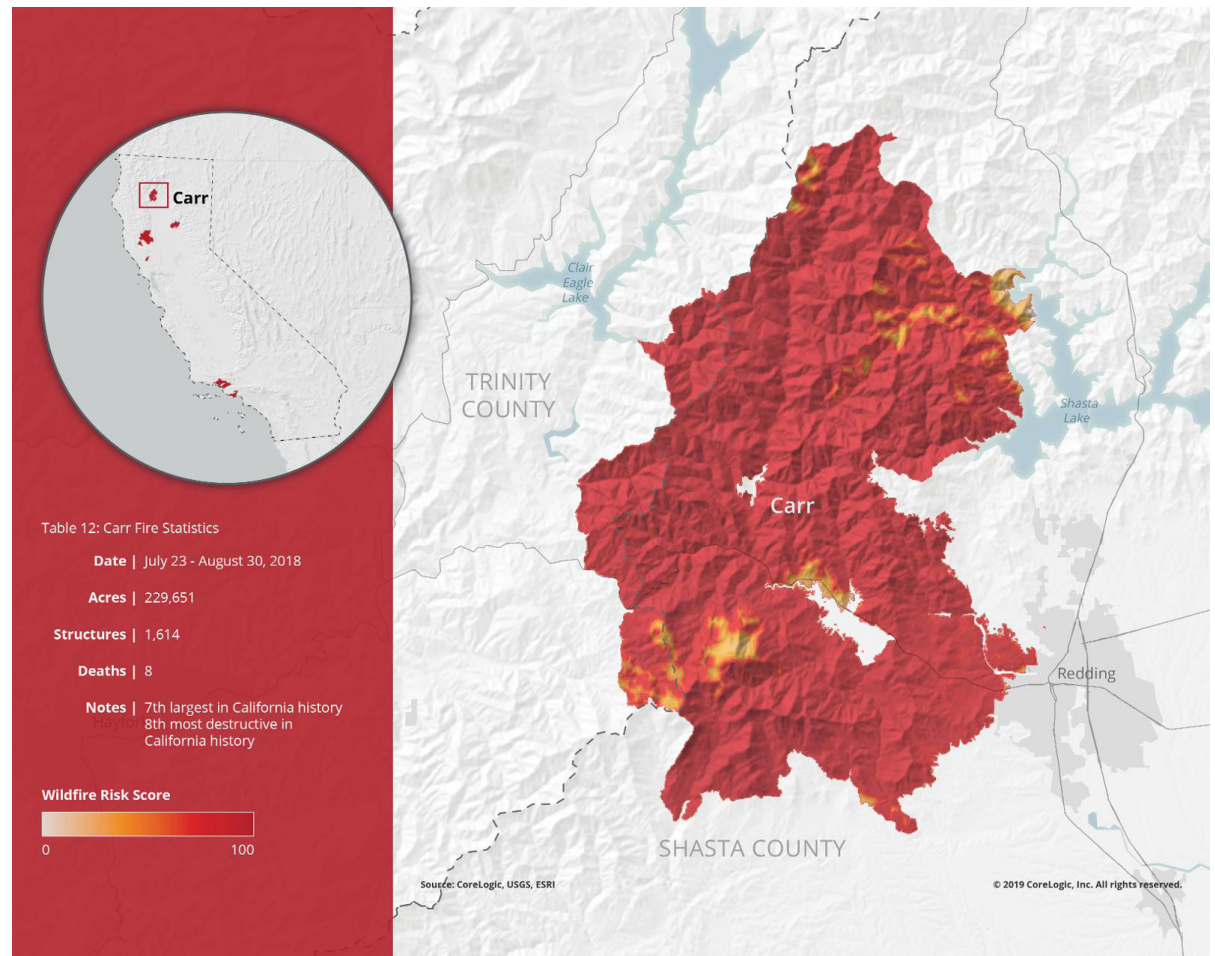 Carr
Table 12: Carr Fire Statistics
Date | July 23 - August 30, 2018
Acres | 229,651
Structures | 1,614
Deaths | 8
Notes | 7th largest in California history
8th most destructive in
California history
Wildfire Risk Score
0 100
Clair
Eagle
Lake
TRINITY
COUNTY
Shasta
Lake
Carr
Redding
SHASTA COUNTY
Source: CoreLogic, USGS, ESRI
© 2019 CoreLogic, Inc. All rights reserved.